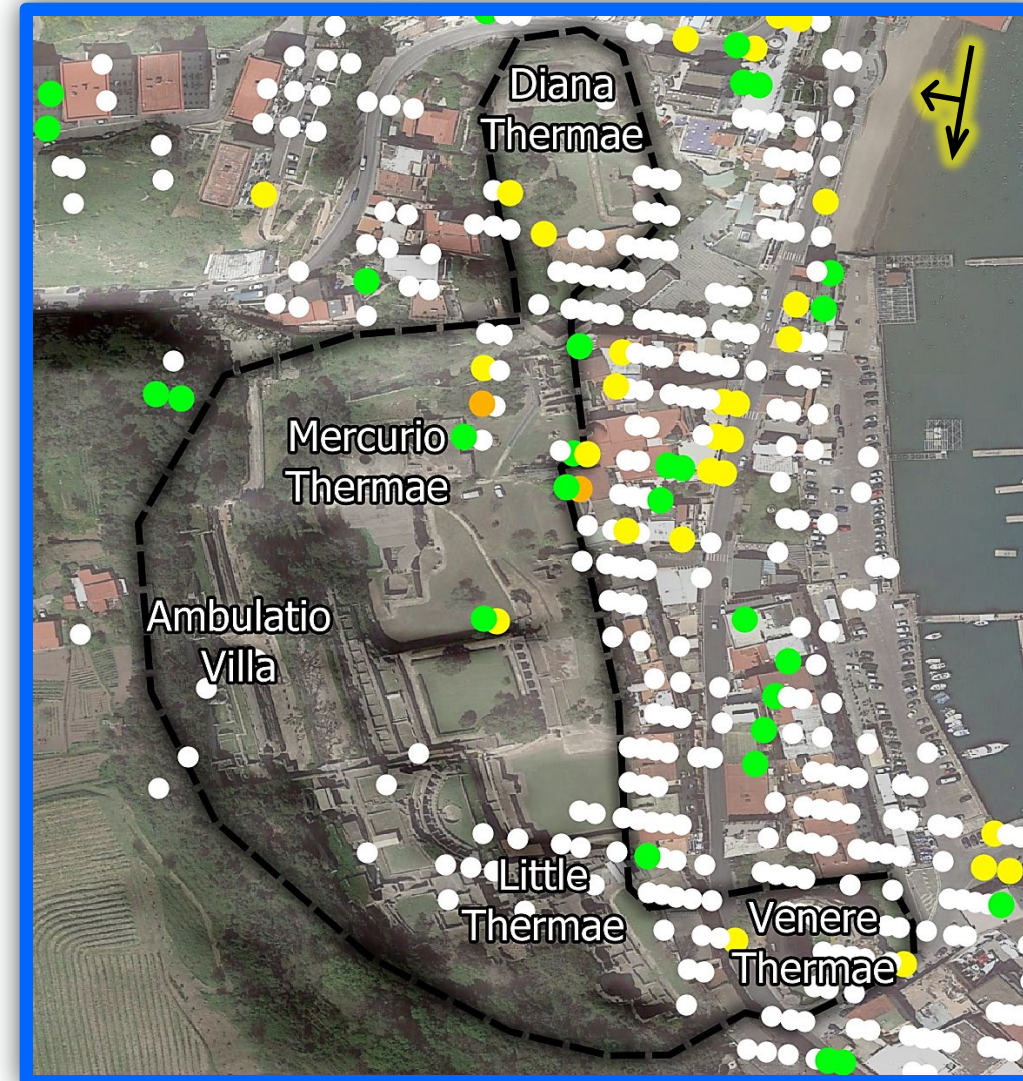 Diana
Thermae
Mercurio
Thermae
Ambulatio
Villa
Little
Thermae
Venere
Thermae